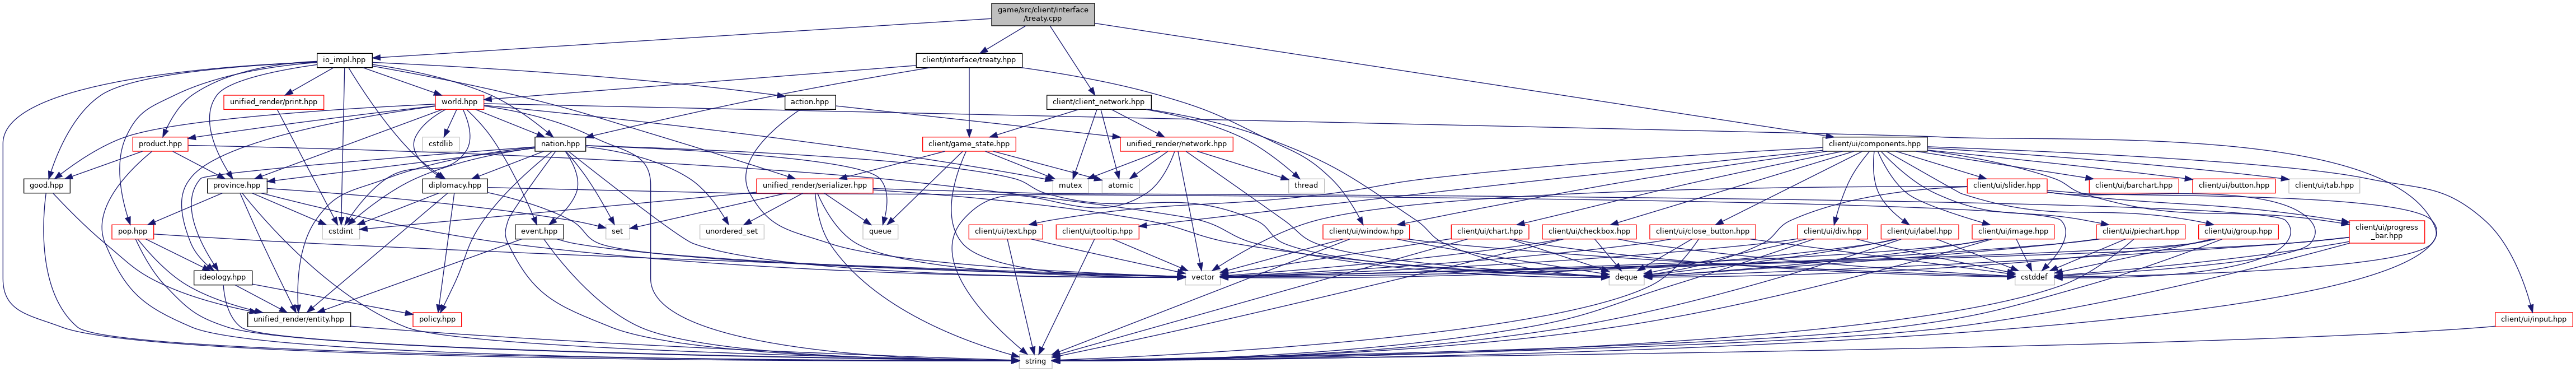 game/src/client/interface
/treaty.cpp
io_impl.hpp
client/interface/treaty.hpp
unified_render/print.hpp
world.hpp
action.hpp
client/client_network.hpp
cstdlib
product.hpp
nation.hpp
client/game_state.hpp
unified_render/network.hpp
client/ui/components.hpp
good.hpp
province.hpp
diplomacy.hpp
unified_render/serializer.hpp
mutex
atomic
thread
client/ui/slider.hpp
client/ui/barchart.hpp
client/ui/button.hpp
client/ui/tab.hpp
pop.hpp
cstdint
event.hpp
set
unordered_set
queue
client/ui/text.hpp
client/ui/tooltip.hpp
client/ui/window.hpp
client/ui/chart.hpp
client/ui/checkbox.hpp
client/ui/close_button.hpp
client/ui/div.hpp
client/ui/label.hpp
client/ui/image.hpp
client/ui/piechart.hpp
client/ui/group.hpp
client/ui/progress
_bar.hpp
ideology.hpp
vector
deque
cstddef
unified_render/entity.hpp
policy.hpp
client/ui/input.hpp
string